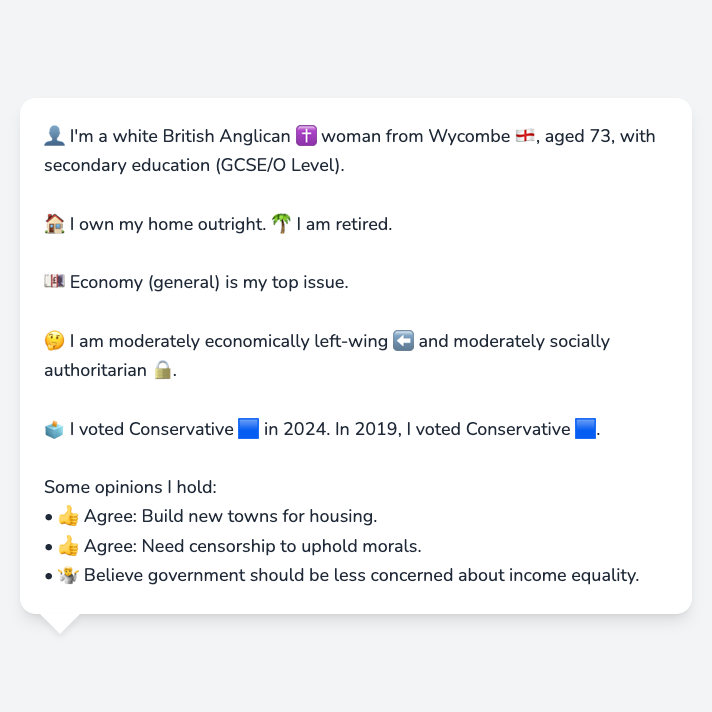 👤 I'm a white British Anglican ✝️ woman from Wycombe 🏴󠁧󠁢󠁥󠁮󠁧󠁿, aged 73, with
secondary education (GCSE/O Level).
🏠 I own my home outright. 🌴 I am retired.
💷 Economy (general) is my top issue.
🤔 I am moderately economically left-wing ⬅️ and moderately socially
authoritarian 🔒.
🗳️ I voted Conservative 🟦 in 2024. In 2019, I voted Conservative 🟦.
Some opinions I hold:
• 👍 Agree: Build new towns for housing.
• 👍 Agree: Need censorship to uphold morals.
• 🤷 Believe government should be less concerned about income equality.